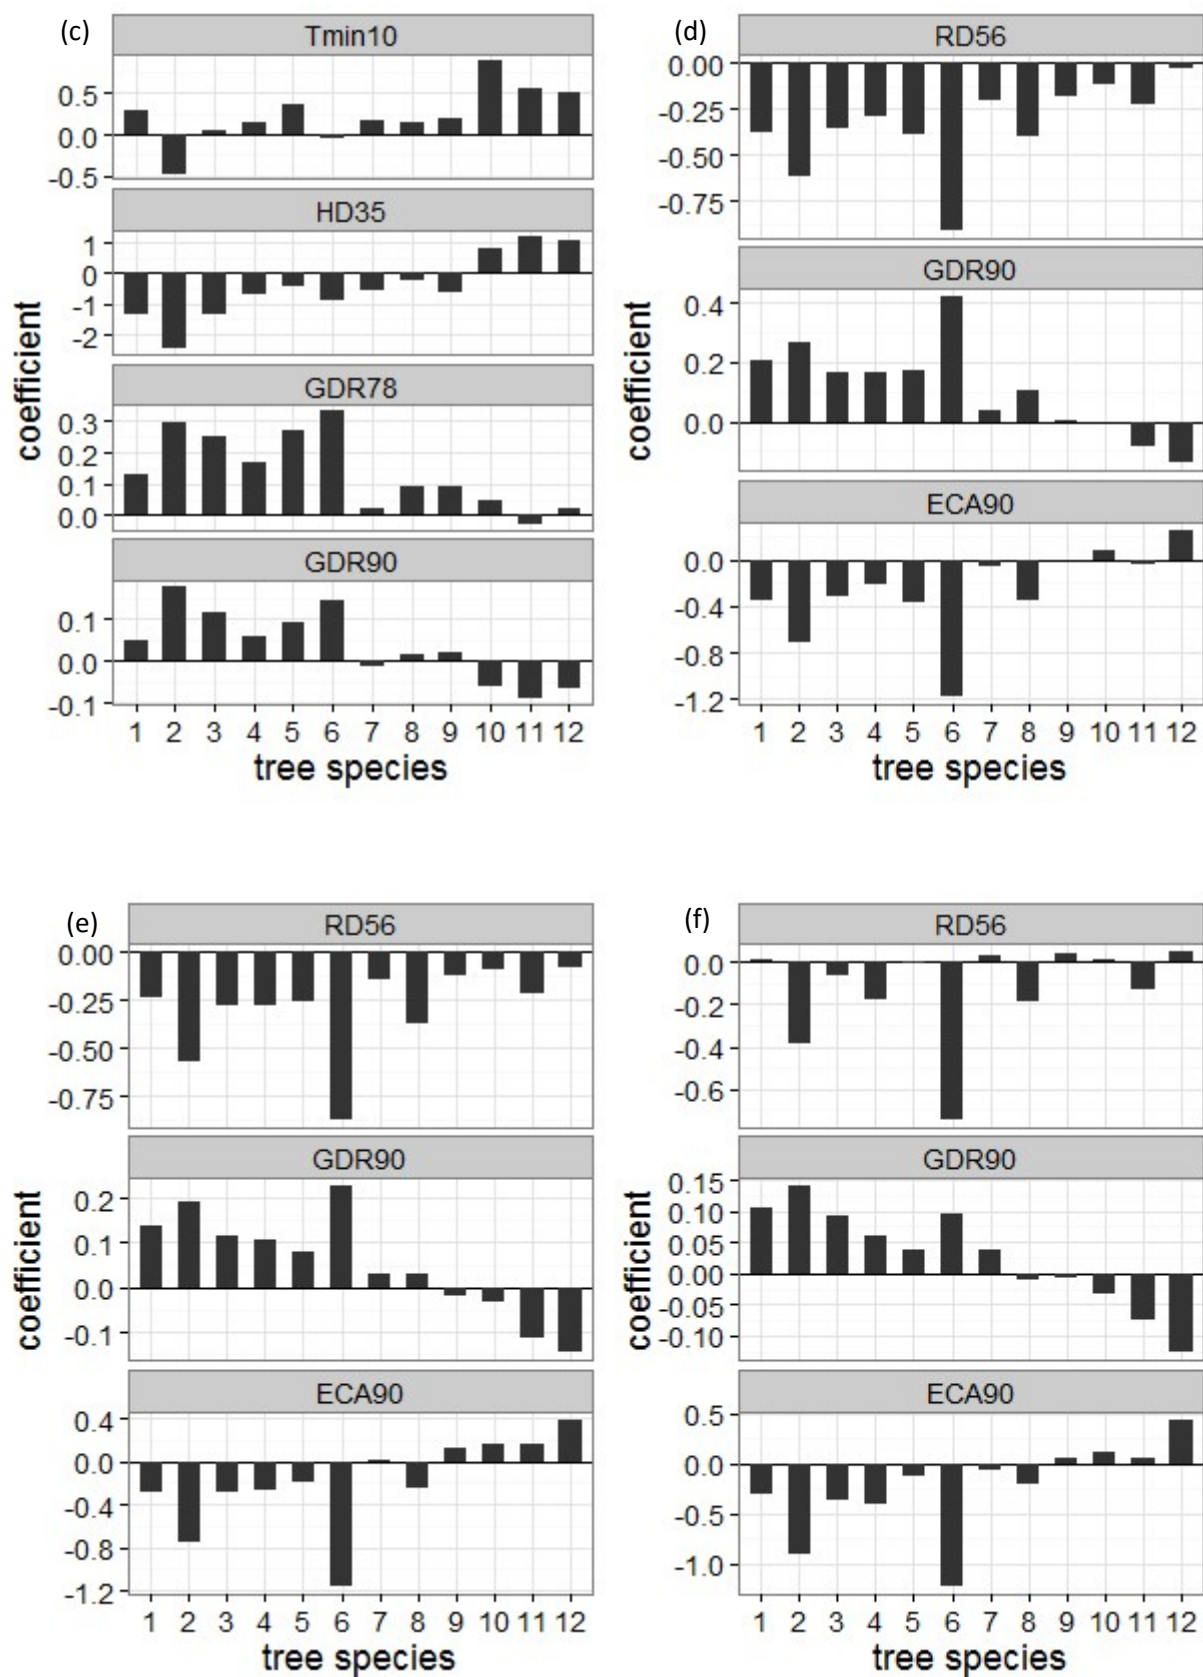 (c)
Tmin10
0.5
0.0
-0.5
HD35
1
0
-1
-2
GDR78
0.3
0.2
0.1
0.0
GDR90
0.1
0.0
-0.1
1 2 3 4 5 6 7 8 9 10 11 12
tree species
coefficient
(d)
RD56
0.00
-0.25
-0.50
-0.75
GDR90
0.4
0.2
0.0
ECA90
0.0
-0.4
-0.8
-1.2
1 2 3 4 5 6 7 8 9 10 11 12
tree species
coefficient
(e)
RD56
0.00
-0.25
-0.50
-0.75
GDR90
0.2
0.1
0.0
-0.1
ECA90
0.4
0.0
-0.4
-0.8
-1.2
1 2 3 4 5 6 7 8 9 10 11 12
tree species
coefficient
(f)
RD56
0.0
-0.2
-0.4
-0.6
GDR90
0.15
0.10
0.05
0.00
-0.05
-0.10
ECA90
0.5
0.0
-0.5
-1.0
1 2 3 4 5 6 7 8 9 10 11 12
tree species
coefficient